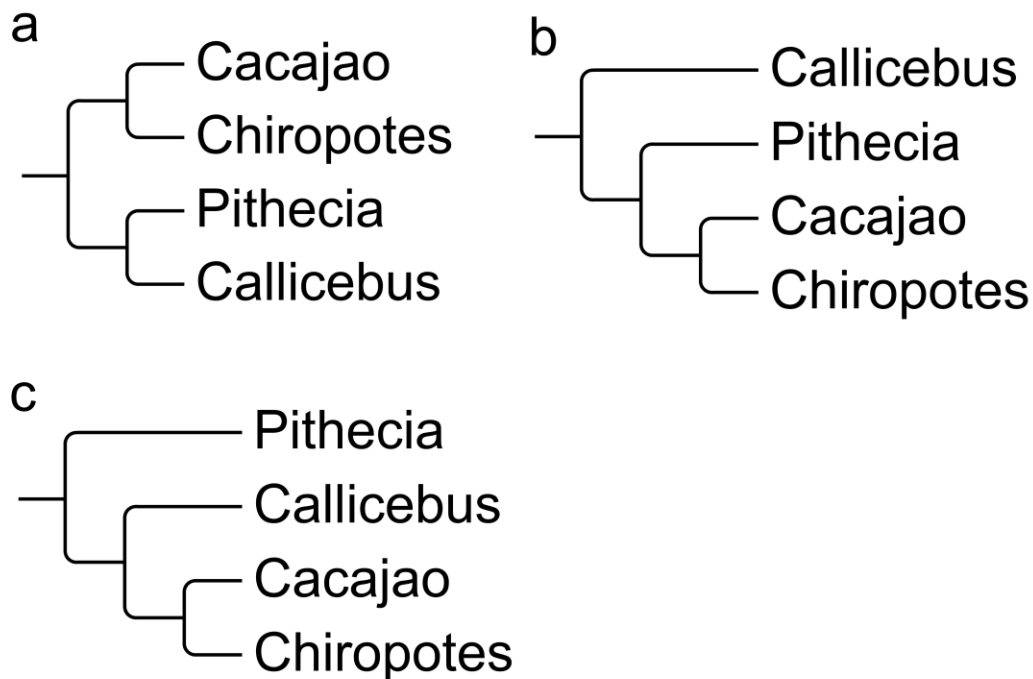 a
Cacajao
Chiropotes
Pithecia
Callicebus
b
Callicebus
Pithecia
Cacajao
Chiropotes
c
Pithecia
Callicebus
Cacajao
Chiropotes